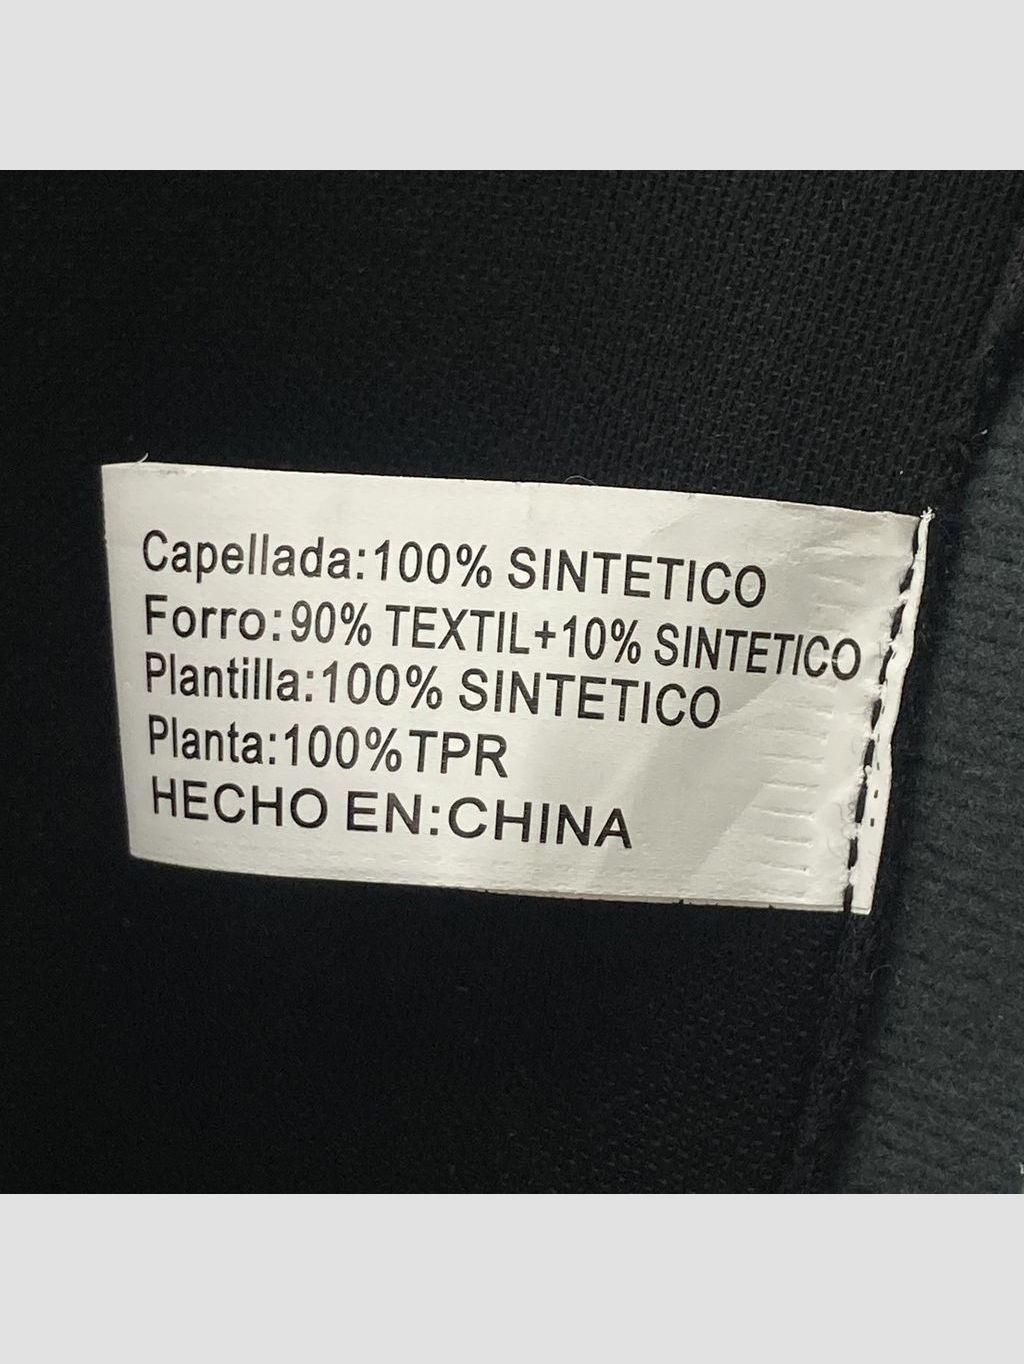 Capellada:100% SINTETICO
Forro:90% TEXTIL+10% SINTETICO
Plantilla:100% SINTETICO
Planta:100%TPR
HECHO EN:CHINA